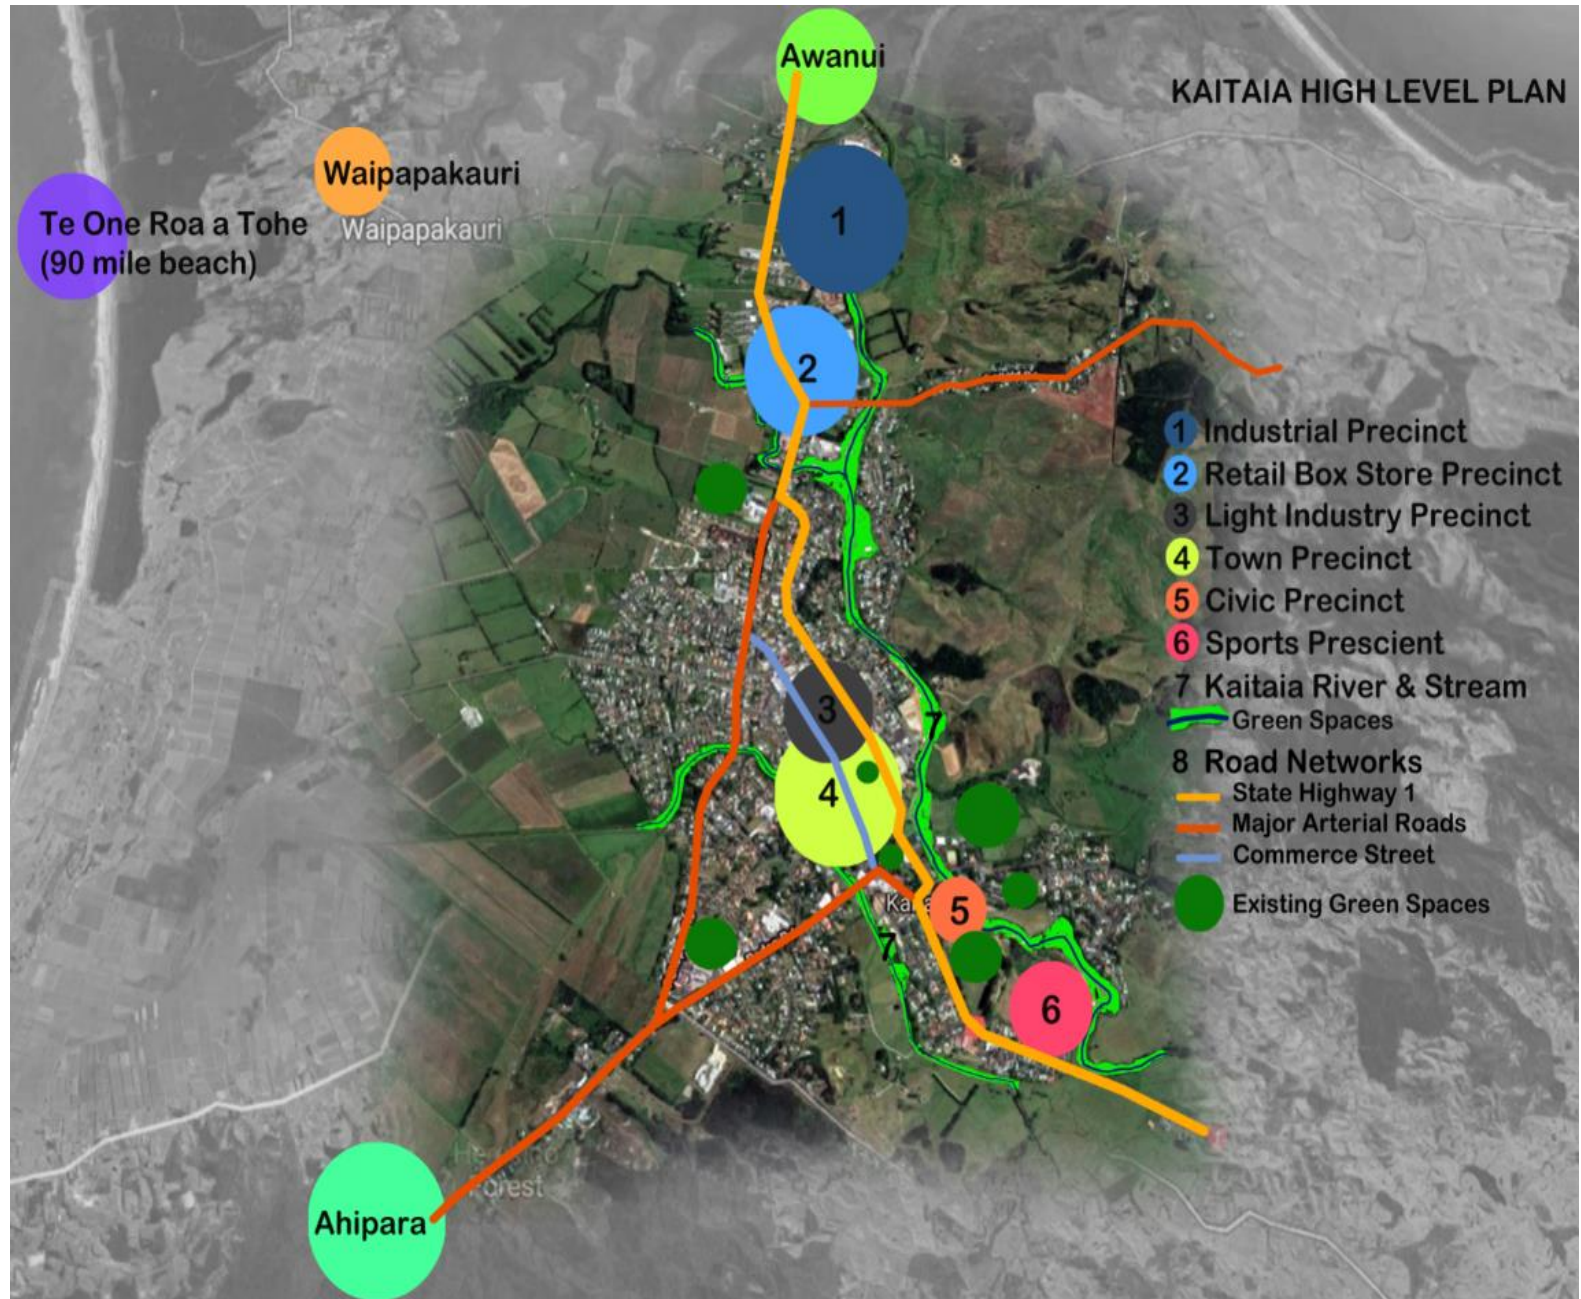 Awanui
KAITAIA HIGH LEVEL PLAN
Waipapakauri
Waipapakauri
Te One Roa a Tohe
(90 mile beach)
1
2
3
4
5
6
7
7
1 Industrial Precinct
2 Retail Box Store Precinct
3 Light Industry Precinct
4 Town Precinct
5 Civic Precinct
6 Sports Prescient
7 Kaitaia River & Stream
Green Spaces
8 Road Networks
State Highway 1
Major Arterial Roads
Commerce Street
Existing Green Spaces
Forest
Ahipara